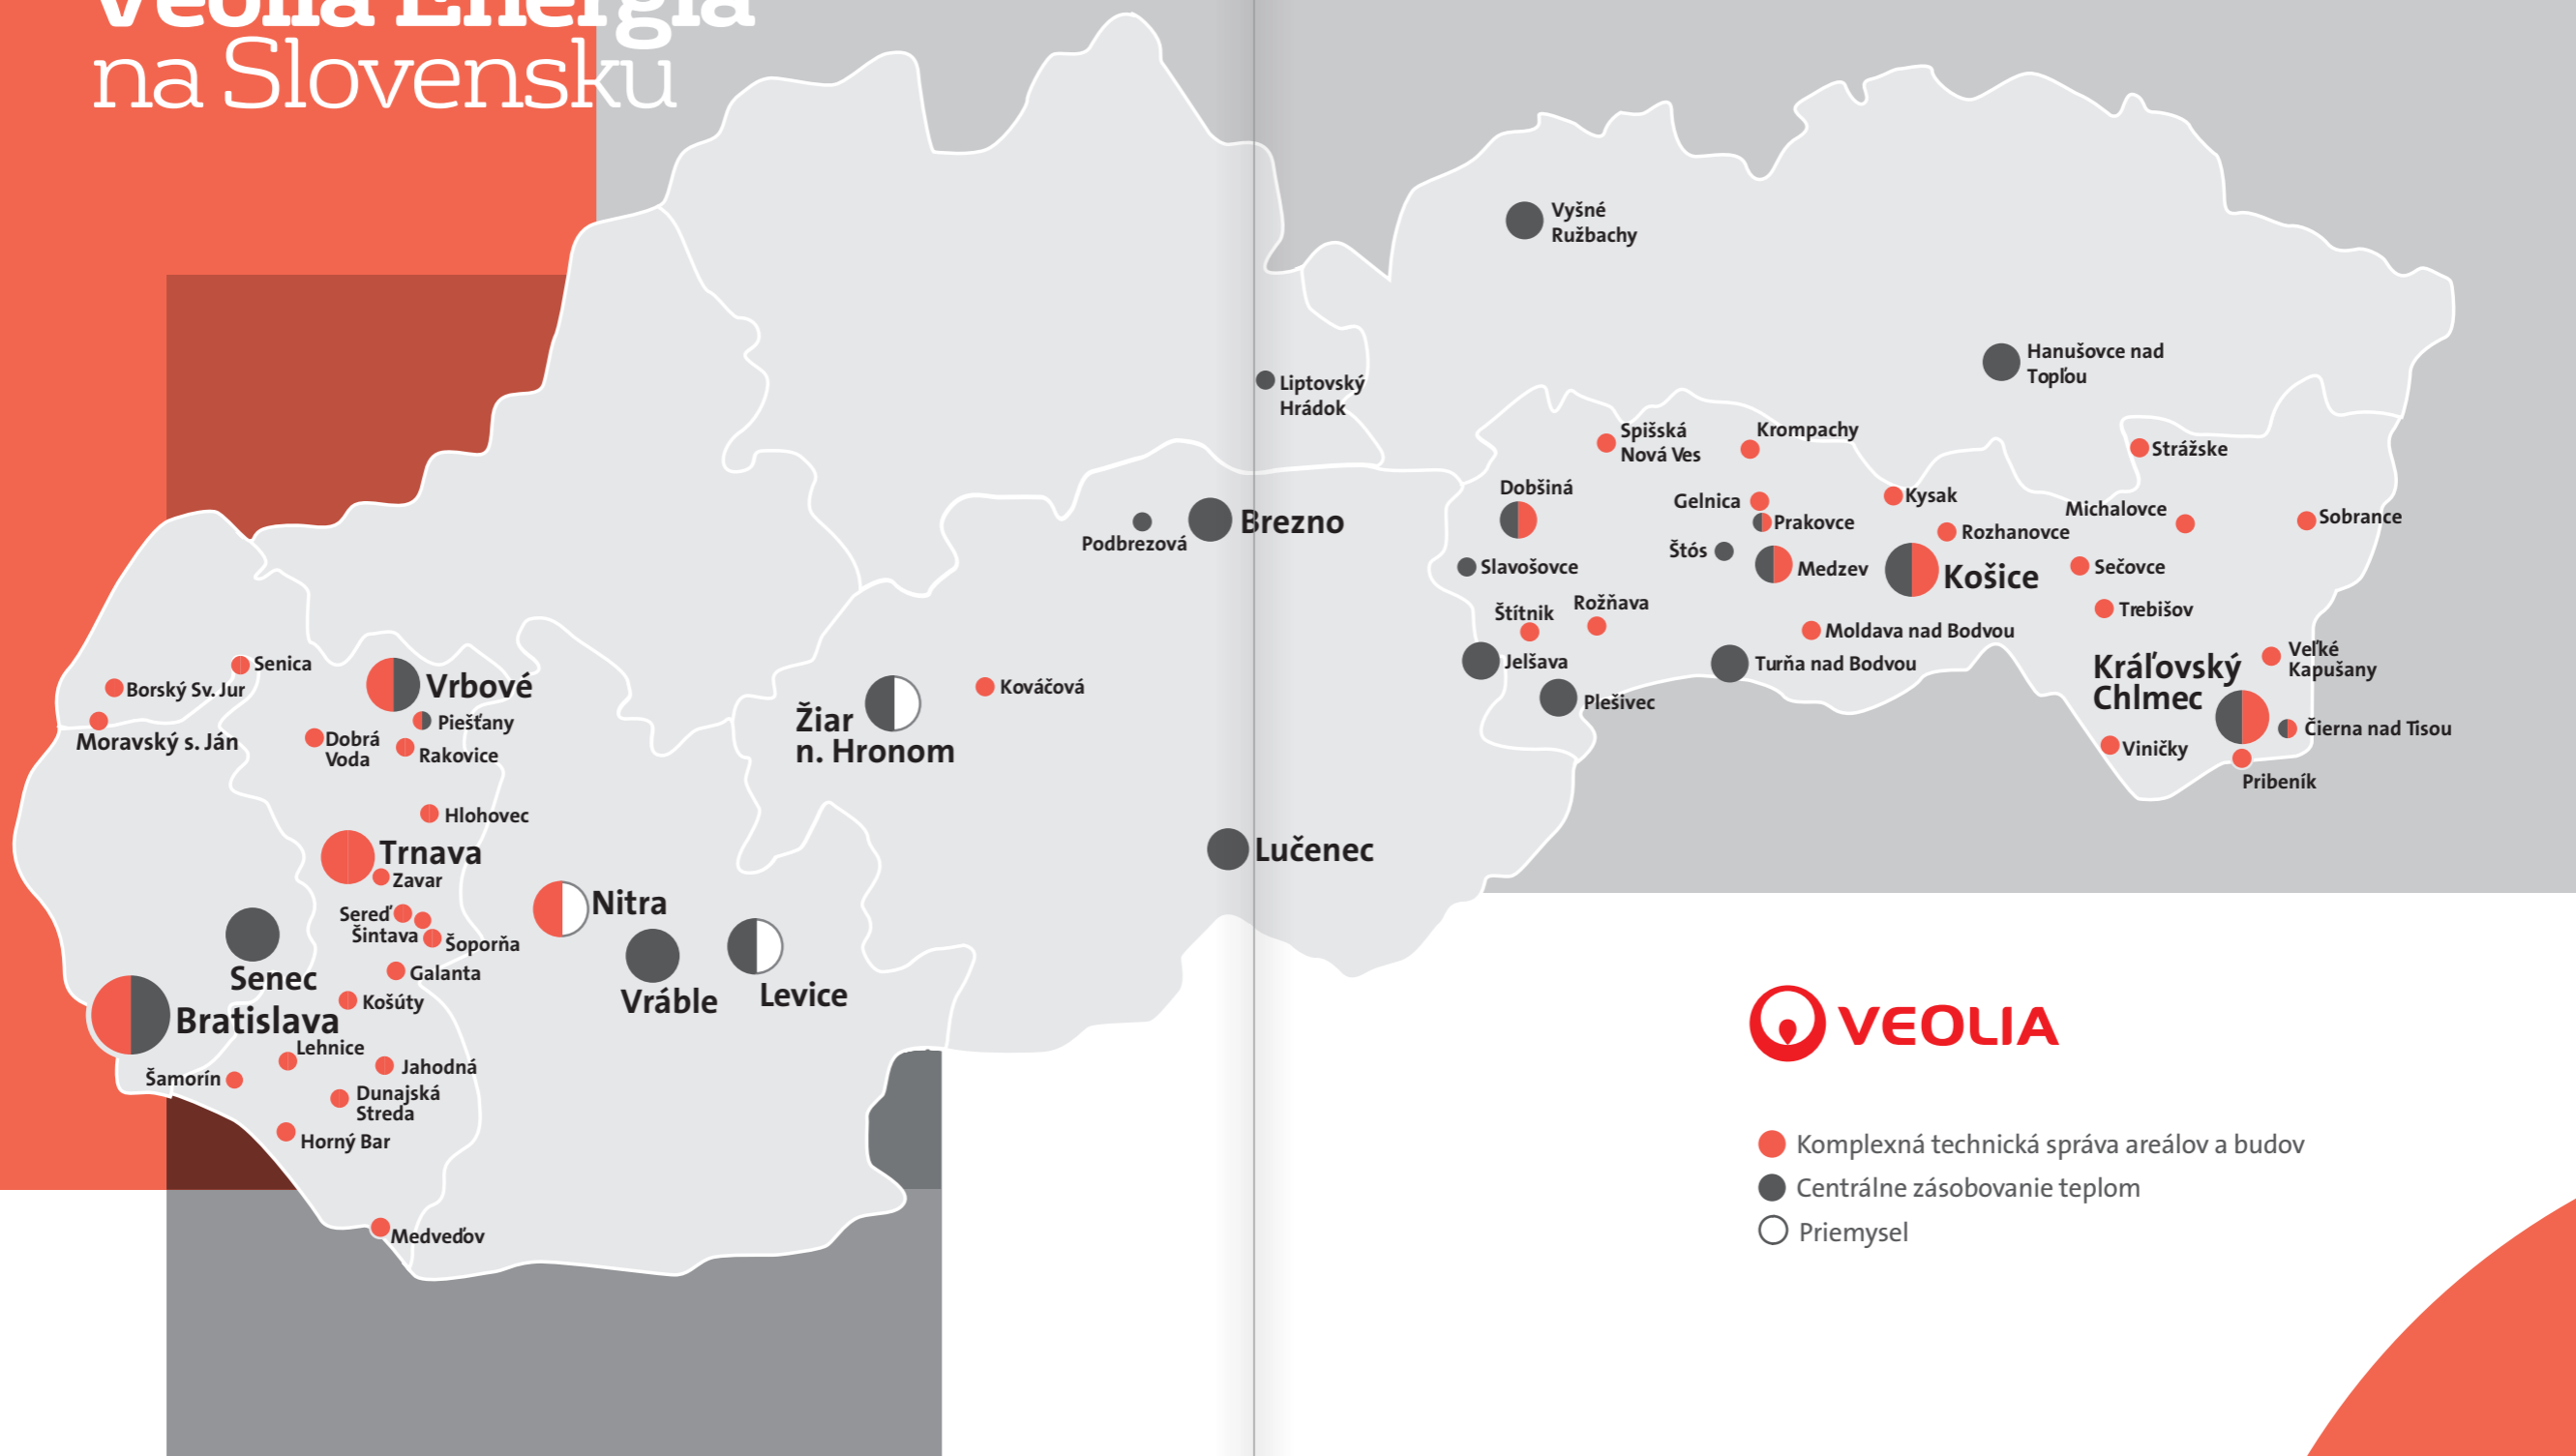 Veolia Energia
na Slovensku
Vyšné
Ružbachy
Hanušovce nad
Topľou
Liptovský
Hrádok
Spišská
Nová Ves
Krompachy
Strážske
Dobšiná
Gelnica
Kysak
Michalovce
Sobrance
Podbrezová
Brezno
Prakovce
Rozhanovce
Štós
Slavošovce
Medzev
Košice
Sečovce
Štítnik
Rožňava
Trebišov
Moldava nad Bodvou
Jelšava
Turňa nad Bodvou
Plešivec
Kráľovský
Chlmec
Veľké
Kapušany
Čierna nad Tisou
Viničky
Pribeník
Senica
Borský Sv. Jur
Moravský s. Ján
Vrbové
Piešťany
Dobrá
Voda
Rakovice
Žiar
n. Hronom
Kováčová
Hlohovec
Trnava
Zavar
Lučenec
Sereď
Šintava
Šoporňa
Nitra
Senec
Galanta
Vráble
Levice
Košúty
Bratislava
Lehnice
Jahodná
Šamorín
Dunajská
Streda
Horný Bar
Medveďov
VEOLIA
Komplexná technická správa areálov a budov
Centrálne zásobovanie teplom
Priemysel